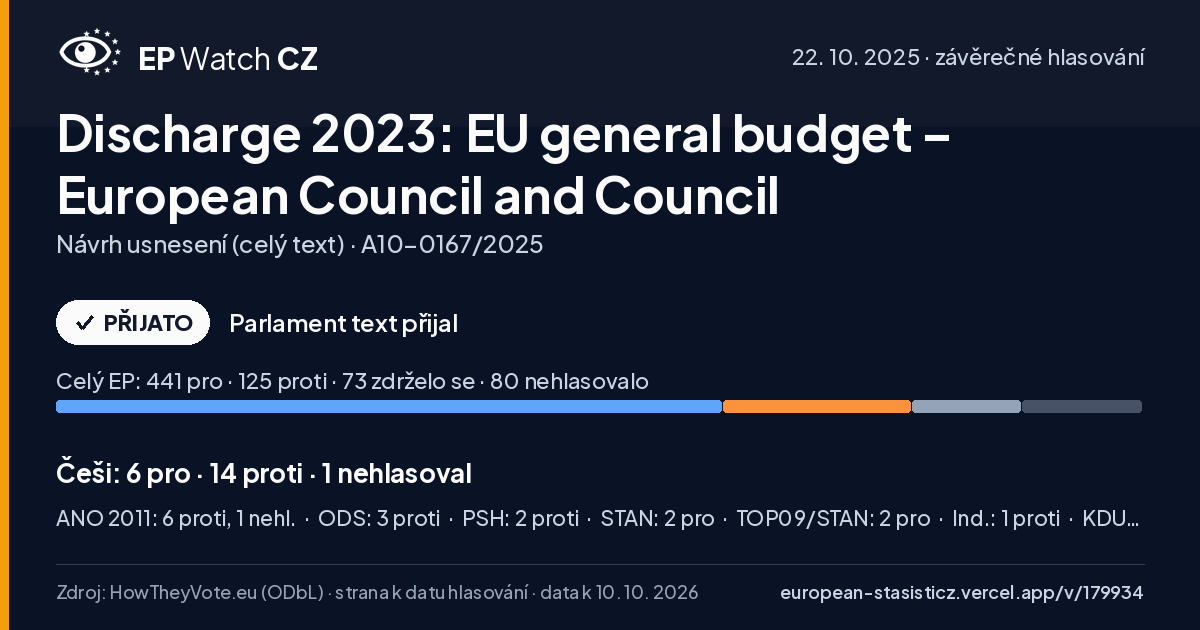 EP Watch CZ
22. 10. 2025 · závěrečné hlasování
Discharge 2023: EU general budget –
European Council and Council
Návrh usnesení (celý text) · A10-0167/2025
✓ PŘIJATO Parlament text přijal
Celý EP: 441 pro · 125 proti · 73 zdrželo se · 80 nehlasovalo
Češi: 6 pro · 14 proti · 1 nehlasoval
ANO 2011: 6 proti, 1 nehl. · ODS: 3 proti · PSH: 2 proti · STAN: 2 pro · TOP09/STAN: 2 pro · Ind.: 1 proti · KDU…
Zdroj: HowTheyVote.eu (ODbL) · strana k datu hlasování · data k 10. 10. 2026
european-stasisticz.vercel.app/v/179934